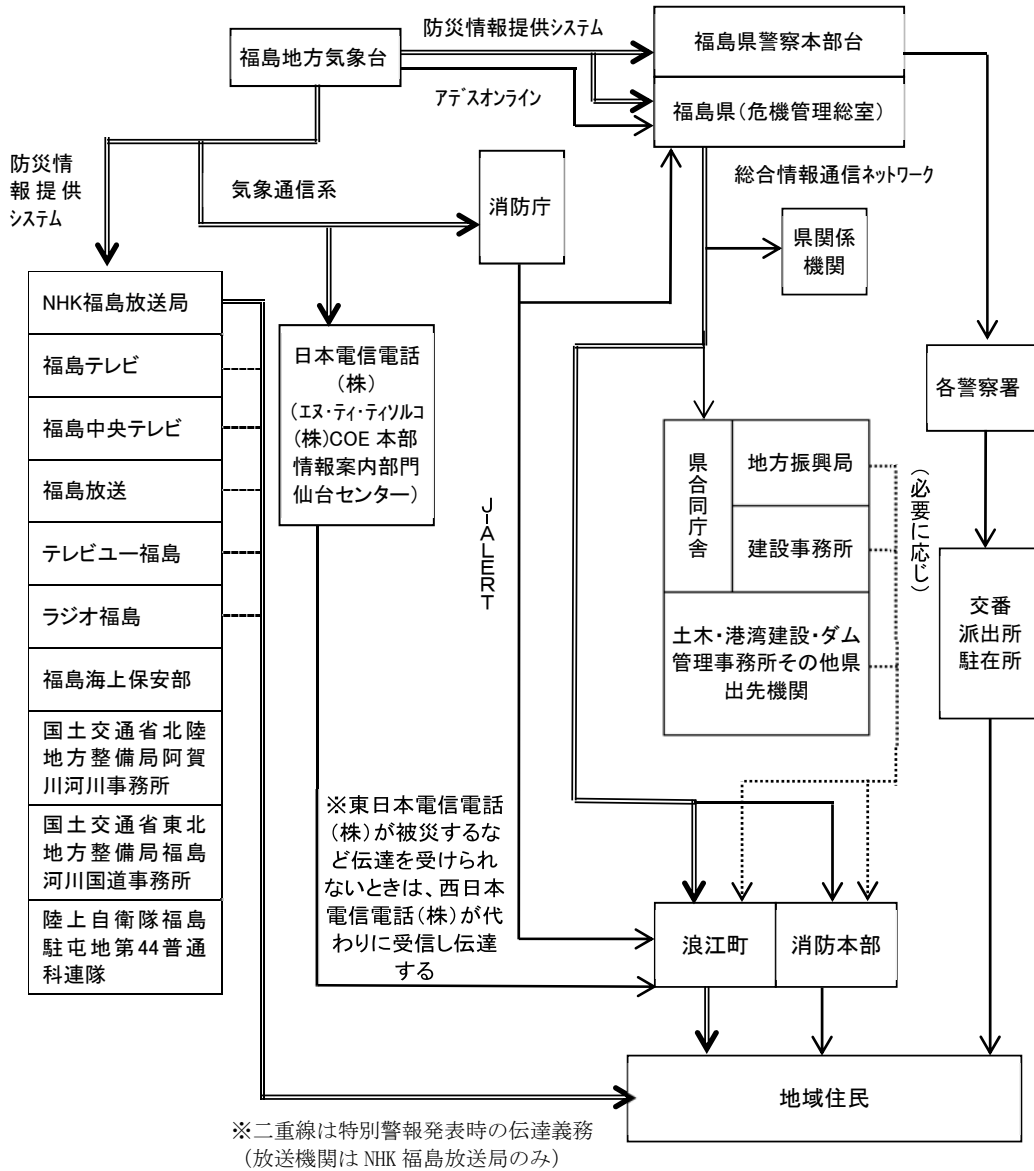 防災情報提供システム
福島地方気象台
福島県警察本部台
アデスオンライン
福島県(危機管理総室)
防災情
報提供
システム
気象通信系
消防庁
総合情報通信ネットワーク
県関係
機関
NHK福島放送局
福島テレビ
福島中央テレビ
福島放送
テレビユー福島
ラジオ福島
福島海上保安部
国土交通省北陸
地方整備局阿賀
川河川事務所
国土交通省東北
地方整備局福島
河川国道事務所
陸上自衛隊福島
駐屯地第44普通
科連隊
日本電信電話
(株)
(エヌ・ティ・ティソルコ
(株)COE 本部
情報案内部門
仙台センター)
J-ALERT
県合同庁舎
地方振興局
建設事務所
土木・港湾建設・ダム
管理事務所その他県
出先機関
(必要に応じ)
各警察署
交番
派出所
駐在所
※東日本電信電話
(株)が被災するな
ど伝達を受けられ
ないときは、西日本
電信電話(株)が代
わりに受信し伝達
する
浪江町
消防本部
地域住民
※二重線は特別警報発表時の伝達義務
(放送機関は NHK 福島放送局のみ)